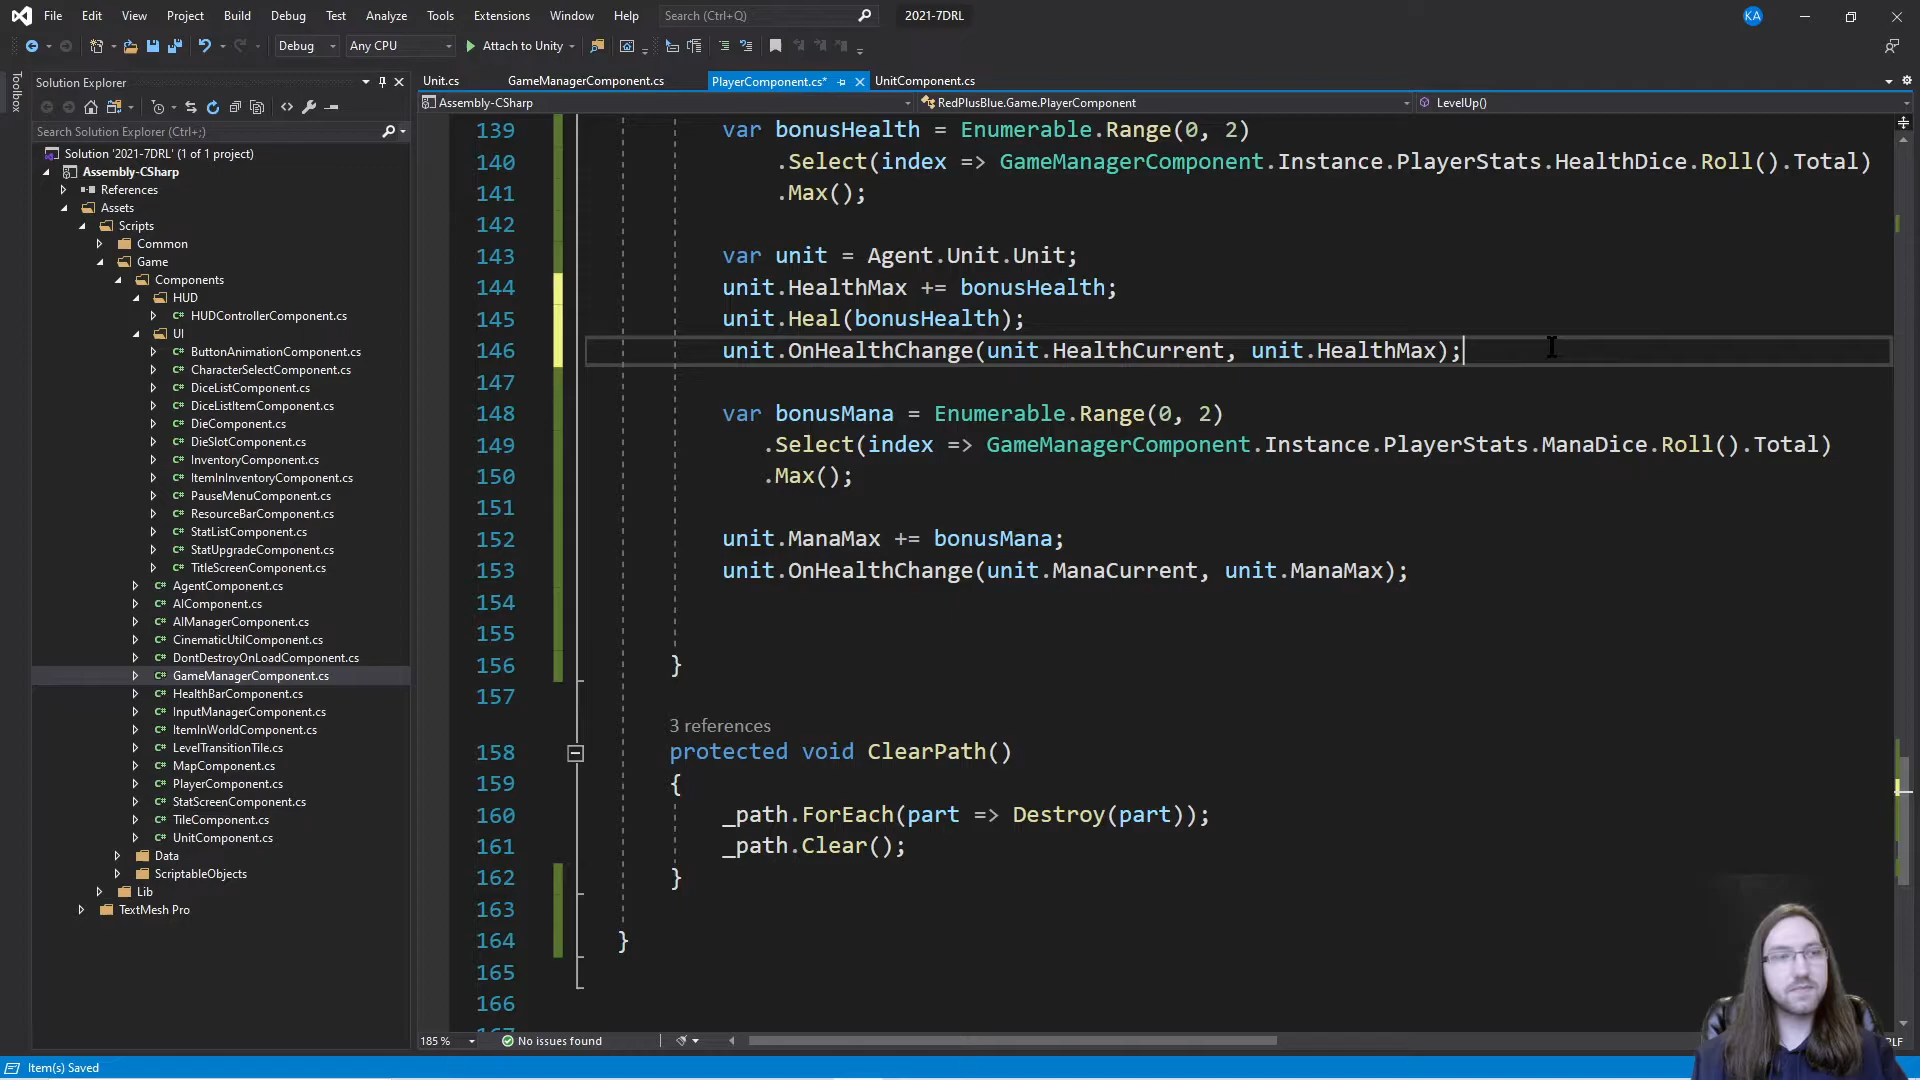 File Edit View Project Build Debug Test Analyze Tools Extensions Window Help Search (Ctrl+Q) 2021-7DRL KA
Debug Any CPU Attach to Unity
Toolbox
Solution Explorer
Search Solution Explorer (Ctrl+;)
Solution '2021-7DRL' (1 of 1 project)
Assembly-CSharp
References
Assets
Scripts
Common
Game
Components
HUD
C# HUDControllerComponent.cs
UI
C# ButtonAnimationComponent.cs
C# CharacterSelectComponent.cs
C# DiceListComponent.cs
C# DiceListItemComponent.cs
C# DieComponent.cs
C# DieSlotComponent.cs
C# InventoryComponent.cs
C# ItemInInventoryComponent.cs
C# PauseMenuComponent.cs
C# ResourceBarComponent.cs
C# StatListComponent.cs
C# StatUpgradeComponent.cs
C# TitleScreenComponent.cs
C# AgentComponent.cs
C# AIComponent.cs
C# AIManagerComponent.cs
C# CinematicUtilComponent.cs
C# DontDestroyOnLoadComponent.cs
C# GameManagerComponent.cs
C# HealthBarComponent.cs
C# InputManagerComponent.cs
C# ItemInWorldComponent.cs
C# LevelTransitionTile.cs
C# MapComponent.cs
C# PlayerComponent.cs
C# StatScreenComponent.cs
C# TileComponent.cs
C# UnitComponent.cs
Data
ScriptableObjects
Lib
TextMesh Pro
Unit.cs GameManagerComponent.cs PlayerComponent.cs* UnitComponent.cs
Assembly-CSharp RedPlusBlue.Game.PlayerComponent LevelUp()
139 var bonusHealth = Enumerable.Range(0, 2)
140 .Select(index => GameManagerComponent.Instance.PlayerStats.HealthDice.Roll().Total)
141 .Max();
142
143 var unit = Agent.Unit.Unit;
144 unit.HealthMax += bonusHealth;
145 unit.Heal(bonusHealth);
146 unit.OnHealthChange(unit.HealthCurrent, unit.HealthMax);
147
148 var bonusMana = Enumerable.Range(0, 2)
149 .Select(index => GameManagerComponent.Instance.PlayerStats.ManaDice.Roll().Total)
150 .Max();
151
152 unit.ManaMax += bonusMana;
153 unit.OnHealthChange(unit.ManaCurrent, unit.ManaMax);
154
155
156 }
157
3 references
158 protected void ClearPath()
159 {
160 _path.ForEach(part => Destroy(part));
161 _path.Clear();
162 }
163
164 }
165
166
185 % No issues found
Item(s) Saved